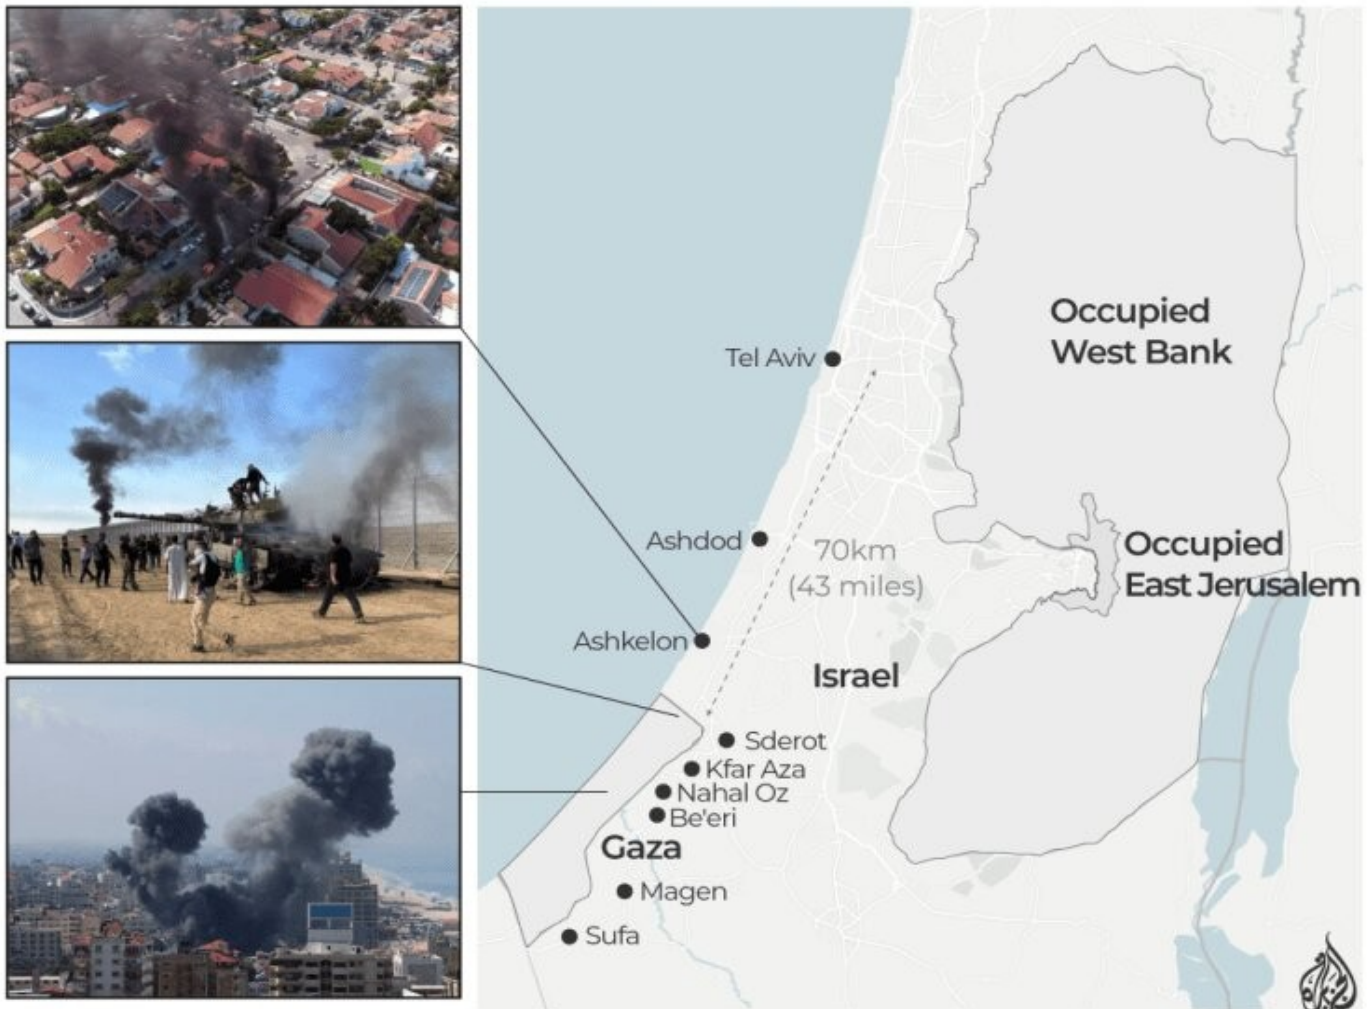 Occupied
West Bank
Tel Aviv
Ashdod
70km
(43 miles)
Occupied
East Jerusalem
Ashkelon
Israel
Sderot
Kfar Aza
Nahal Oz
Be'eri
Gaza
Magen
Sufa